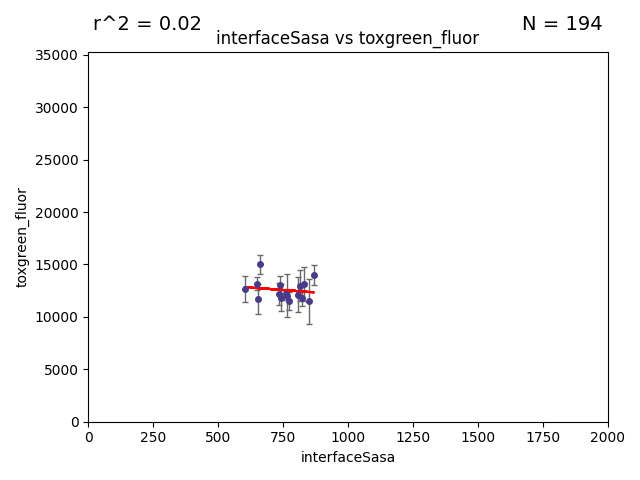 r^2 = 0.02
N = 194
interfaceSasa vs toxgreen_fluor
35000
30000
25000
20000
15000
10000
5000
0
toxgreen_fluor
0 250 500 750 1000 1250 1500 1750 2000
interfaceSasa